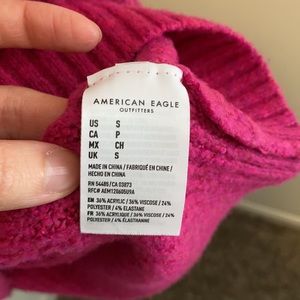 AMERICAN EAGLE
OUTFITTERS
US S
CA P
MX CH
UK S
MADE IN CHINA / FABRIQUÉ EN CHINE /
HECHO EN CHINA
RN 54485/CA 03873
RFC# AEM120605U9A
EN 36% ACRYLIC / 36% VISCOSE / 24%
POLYESTER / 4% ELASTANE
FR 36% ACRYLIQUE / 36% VISCOSE / 24%
POLYESTER / 4% ÉLASTHANNE